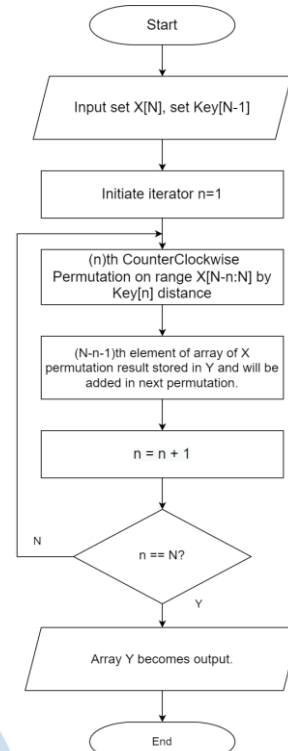 Start
Input set X[N], set Key[N-1]
Initiate iterator n=1
(n)th CounterClockwise
Permutation on range X[N-n:N] by
Key[n] distance
(N-n-1)th element of array of X
permutation result stored in Y and will be
added in next permutation.
n = n + 1
n == N?
N
Y
Array Y becomes output.
End